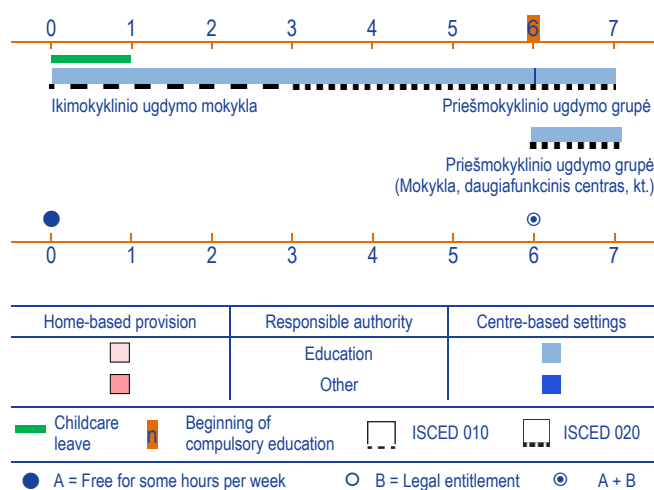 0 1 2 3 4 5 6 7
Ikimokyklinio ugdymo mokykla Priešmokyklinio ugdymo grupė
Priešmokyklinio ugdymo grupė
(Mokykla, daugiafunkcinis centras, kt.)
0 1 2 3 4 5 6 7
Home-based provision Responsible authority Centre-based settings
Education
Other
Childcare leave
n Beginning of compulsory education
ISCED 010
ISCED 020
A = Free for some hours per week B = Legal entitlement A + B